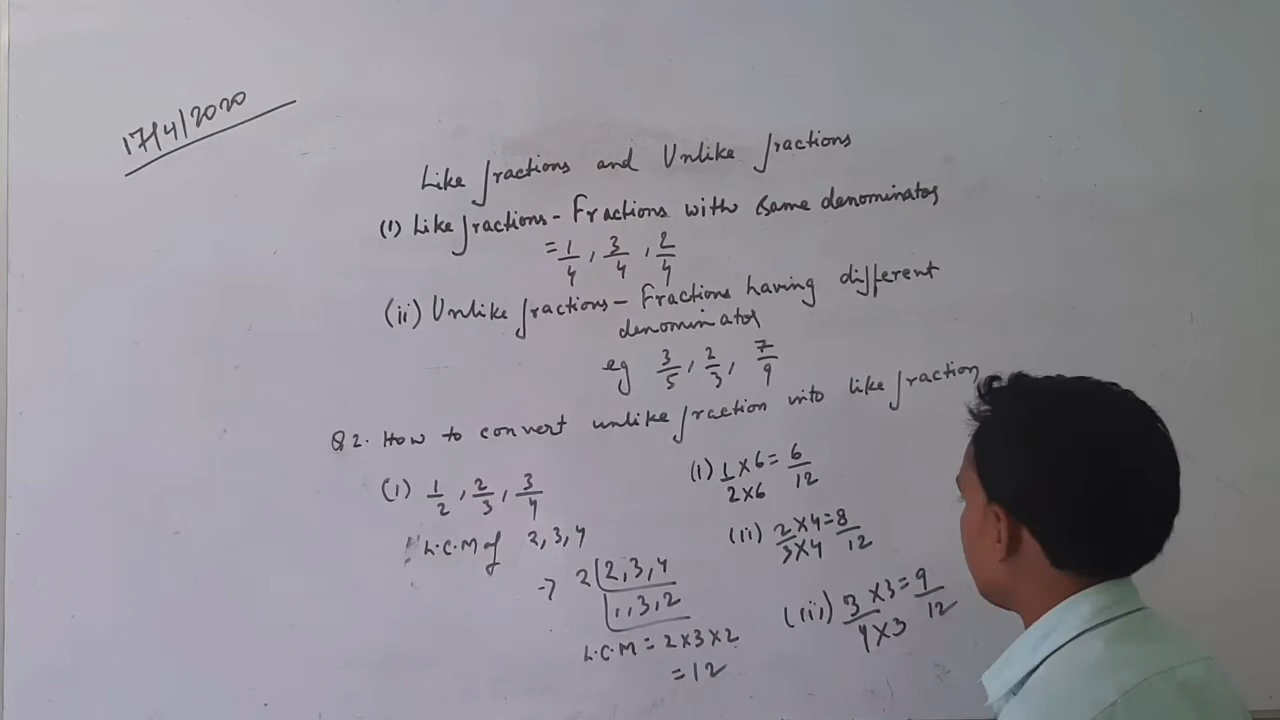 17/4/2020
Like fractions and Unlike fractions
(i) Like fractions - Fractions with same denominator
= 1/4, 3/4, 2/4
(ii) Unlike fractions - Fractions having different
denominator
eg 3/5, 2/3, 7/9
Q2. How to convert unlike fraction into like fraction
(i) 1/2, 2/3, 3/4
L.C.M of 2, 3, 4
→ 2 | 2, 3, 4
1, 3, 2
L.C.M = 2×3×2
= 12
(i) 1×6/2×6 = 6/12
(ii) 2×4/3×4 = 8/12
(iii) 3×3/4×3 = 9/12